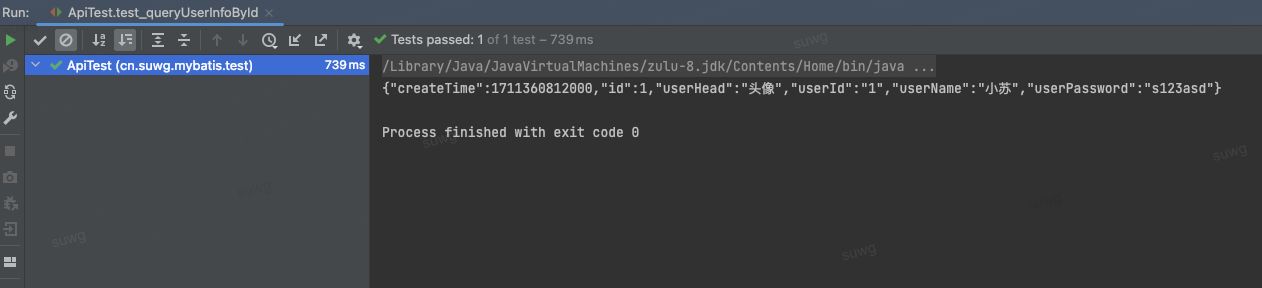 Run: ApiTest.test_queryUserInfoById
Tests passed: 1 of 1 test – 739 ms
ApiTest (cn.suwg.mybatis.test) 739 ms
/Library/Java/JavaVirtualMachines/zulu-8.jdk/Contents/Home/bin/java ...
{"createTime":1711360812000,"id":1,"userHead":"头像","userId":"1","userName":"小苏","userPassword":"s123asd"}
Process finished with exit code 0
suwg
suwg
suwg
suwg
suwg
suwg
suwg